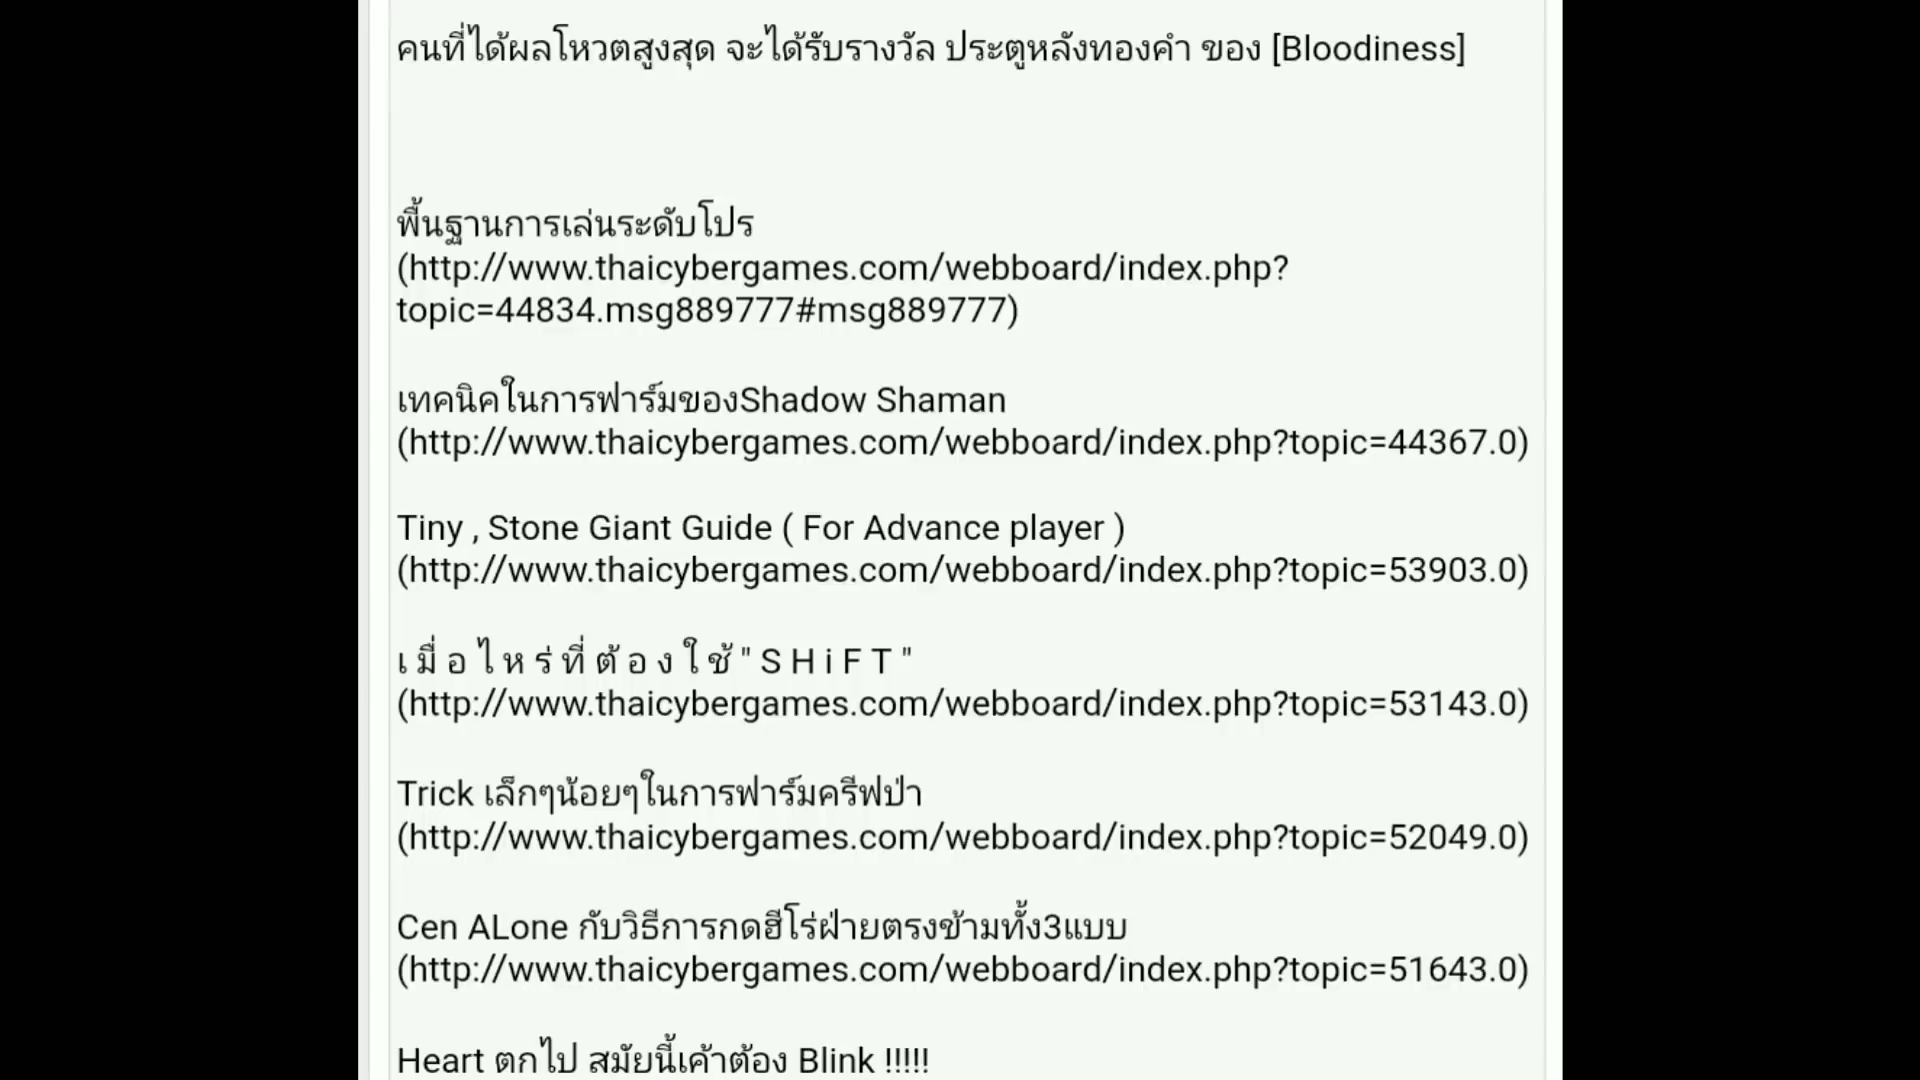 คนที่ได้ผลโหวตสูงสุด จะได้รับรางวัล ประตูหลังทองคำ ของ [Bloodiness]
พื้นฐานการเล่นระดับโปร
(http://www.thaicybergames.com/webboard/index.php?
topic=44834.msg889777#msg889777)
เทคนิคในการฟาร์มของShadow Shaman
(http://www.thaicybergames.com/webboard/index.php?topic=44367.0)
Tiny , Stone Giant Guide ( For Advance player )
(http://www.thaicybergames.com/webboard/index.php?topic=53903.0)
เ มื่ อ ไ ห ร่ ที่ ต้ อ ง ใ ช้ " S H i F T "
(http://www.thaicybergames.com/webboard/index.php?topic=53143.0)
Trick เล็กๆน้อยๆในการฟาร์มครีฟป่า
(http://www.thaicybergames.com/webboard/index.php?topic=52049.0)
Cen ALone กับวิธีการกดฮีโร่ฝ่ายตรงข้ามทั้ง3แบบ
(http://www.thaicybergames.com/webboard/index.php?topic=51643.0)
Heart ตกไป สมัยนี้เค้าต้อง Blink !!!!!